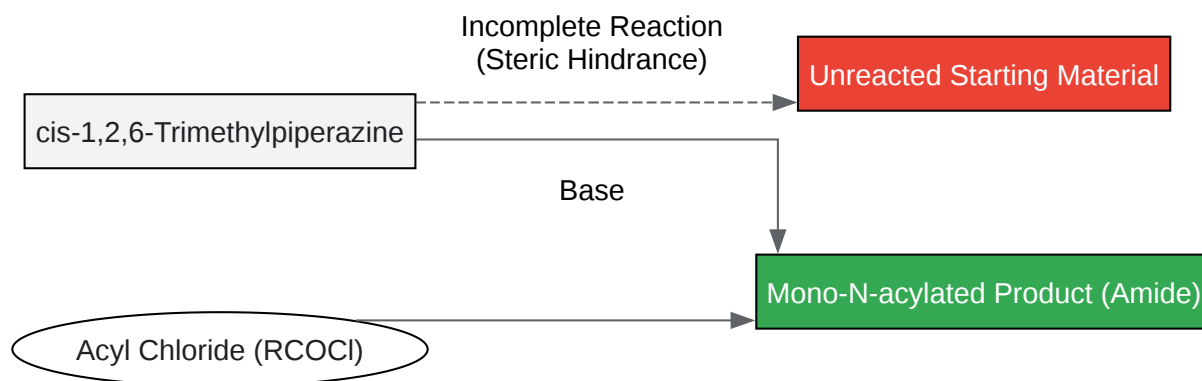 Incomplete Reaction
(Steric Hindrance)
Unreacted Starting Material
cis-1,2,6-Trimethylpiperazine
Base
Mono-N-acylated Product (Amide)
Acyl Chloride (RCOCl)